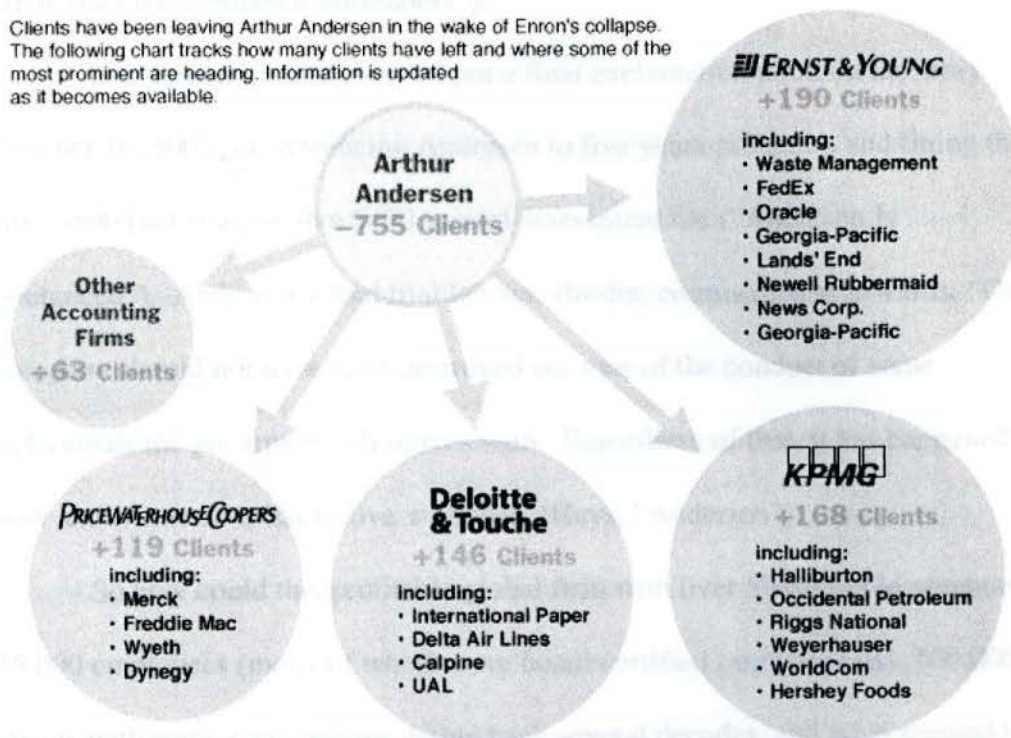 Clients have been leaving Arthur Andersen in the wake of Enron's collapse.
The following chart tracks how many clients have left and where some of the
most prominent are heading. Information is updated
as it becomes available.
Arthur
Andersen
–755 Clients
ERNST & YOUNG
+190 Clients
including:
· Waste Management
· FedEx
· Oracle
· Georgia-Pacific
· Lands' End
· Newell Rubbermaid
· News Corp.
· Georgia-Pacific
Other
Accounting
Firms
+63 Clients
PRICEWATERHOUSECOOPERS
+119 Clients
including:
· Merck
· Freddie Mac
· Wyeth
· Dynegy
Deloitte
& Touche
+146 Clients
Including:
· International Paper
· Delta Air Lines
· Calpine
· UAL
KPMG
+168 Clients
including:
· Halliburton
· Occidental Petroleum
· Riggs National
· Weyerhauser
· WorldCom
· Hershey Foods